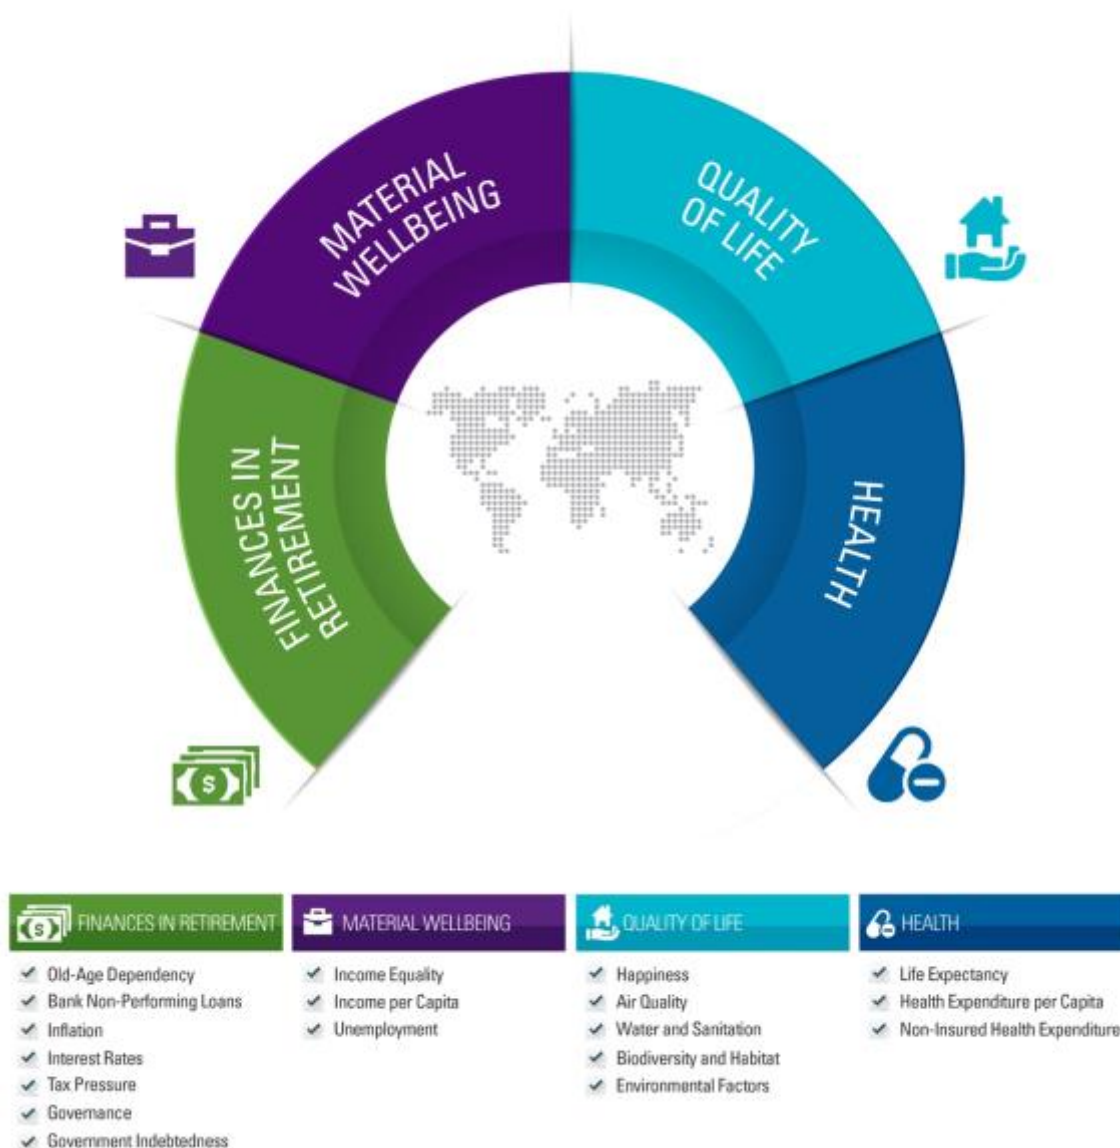 MATERIAL
WELLBEING
QUALITY
OF LIFE
FINANCES IN
RETIREMENT
HEALTH
$
$ FINANCES IN RETIREMENT
Old-Age Dependency
Bank Non-Performing Loans
Inflation
Interest Rates
Tax Pressure
Governance
Government Indebtedness
MATERIAL WELLBEING
Income Equality
Income per Capita
Unemployment
QUALITY OF LIFE
Happiness
Air Quality
Water and Sanitation
Biodiversity and Habitat
Environmental Factors
HEALTH
Life Expectancy
Health Expenditure per Capita
Non-Insured Health Expenditure